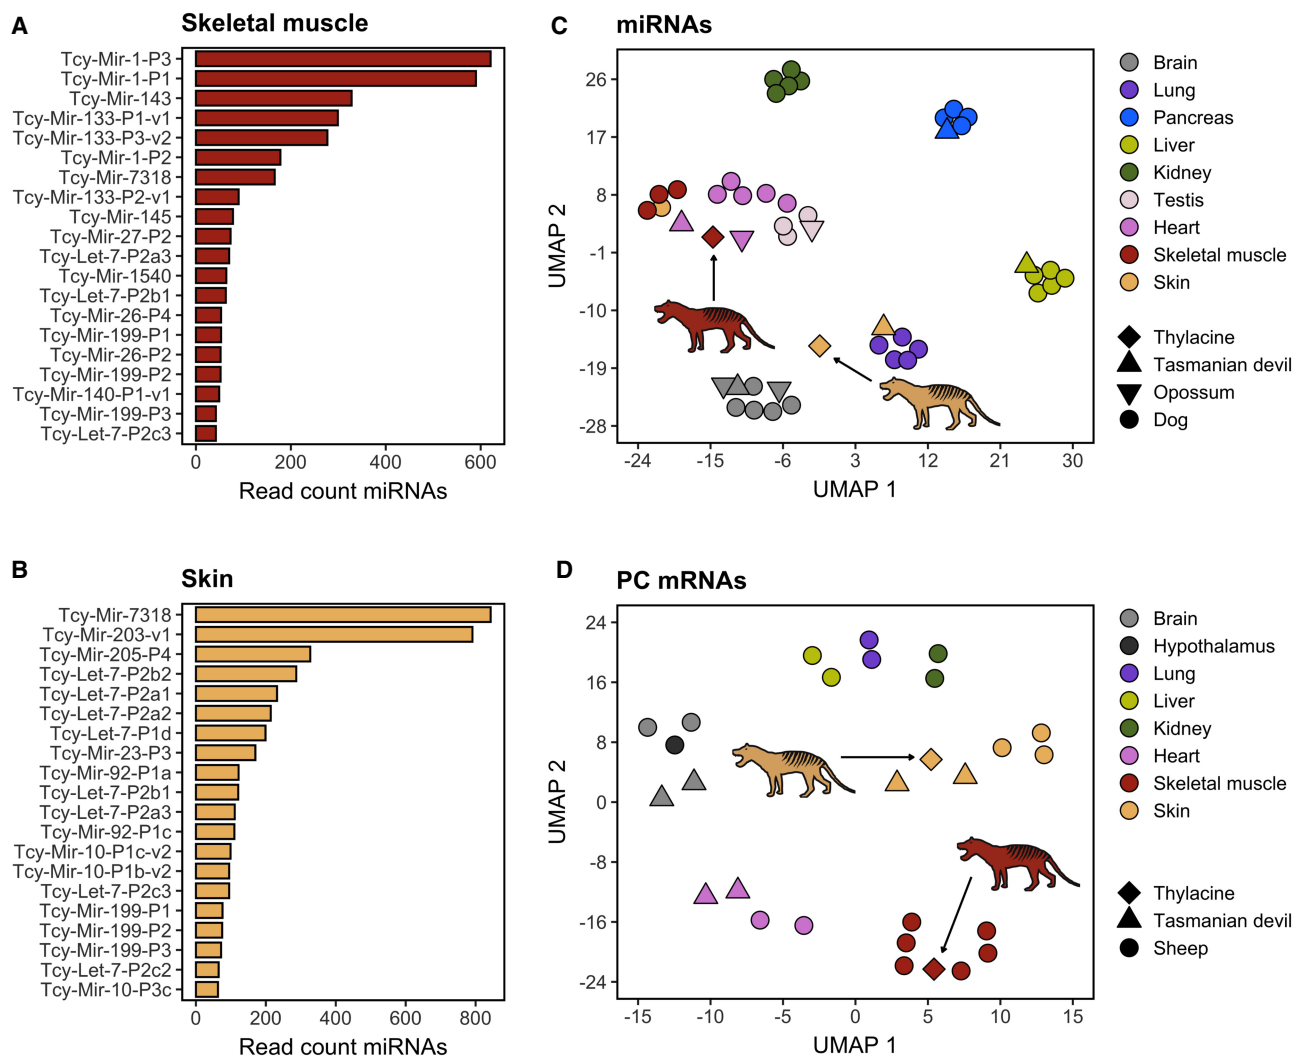 A
Skeletal muscle
Tcy-Mir-1-P3
Tcy-Mir-1-P1
Tcy-Mir-143
Tcy-Mir-133-P1-v1
Tcy-Mir-133-P3-v2
Tcy-Mir-1-P2
Tcy-Mir-7318
Tcy-Mir-133-P2-v1
Tcy-Mir-145
Tcy-Mir-27-P2
Tcy-Let-7-P2a3
Tcy-Mir-1540
Tcy-Let-7-P2b1
Tcy-Mir-26-P4
Tcy-Mir-199-P1
Tcy-Mir-26-P2
Tcy-Mir-199-P2
Tcy-Mir-140-P1-v1
Tcy-Mir-199-P3
Tcy-Let-7-P2c3
0 200 400 600
Read count miRNAs
C
miRNAs
UMAP 2
26
17
8
-1
-10
-19
-28
-24 -15 -6 3 12 21 30
UMAP 1
Brain
Lung
Pancreas
Liver
Kidney
Testis
Heart
Skeletal muscle
Skin
Thylacine
Tasmanian devil
Opossum
Dog
B
Skin
Tcy-Mir-7318
Tcy-Mir-203-v1
Tcy-Mir-205-P4
Tcy-Let-7-P2b2
Tcy-Let-7-P2a1
Tcy-Let-7-P2a2
Tcy-Let-7-P1d
Tcy-Mir-23-P3
Tcy-Mir-92-P1a
Tcy-Let-7-P2b1
Tcy-Let-7-P2a3
Tcy-Mir-92-P1c
Tcy-Mir-10-P1c-v2
Tcy-Mir-10-P1b-v2
Tcy-Let-7-P2c3
Tcy-Mir-199-P1
Tcy-Mir-199-P2
Tcy-Mir-199-P3
Tcy-Let-7-P2c2
Tcy-Mir-10-P3c
0 200 400 600 800
Read count miRNAs
D
PC mRNAs
UMAP 2
24
16
8
0
-8
-16
-24
-15 -10 -5 0 5 10 15
UMAP 1
Brain
Hypothalamus
Lung
Liver
Kidney
Heart
Skeletal muscle
Skin
Thylacine
Tasmanian devil
Sheep